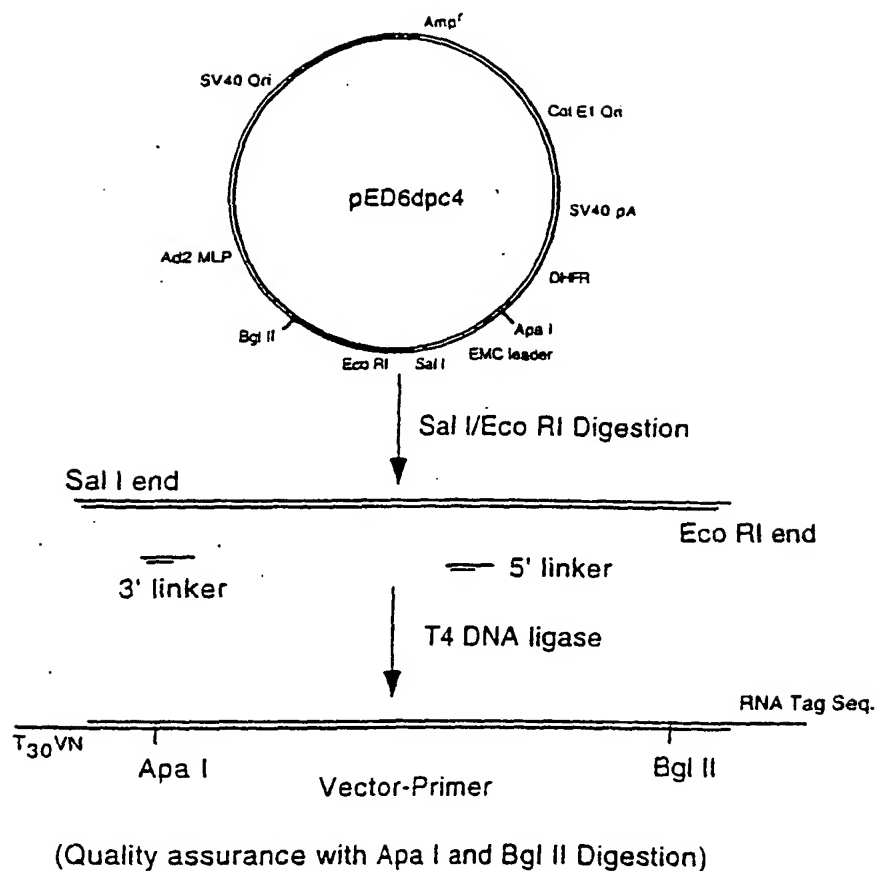 Amp^r
SV40 Ori
Col E1 Ori
pED6dpc4
SV40 pA
Ad2 MLP
DHFR
Bgl II
Apa I
Eco RI
Sal I
EMC leader
Sal I/Eco RI Digestion
Sal I end
Eco RI end
3' linker
5' linker
T4 DNA ligase
RNA Tag Seq.
T30VN
Apa I
Bgl II
Vector-Primer
(Quality assurance with Apa I and Bgl II Digestion)